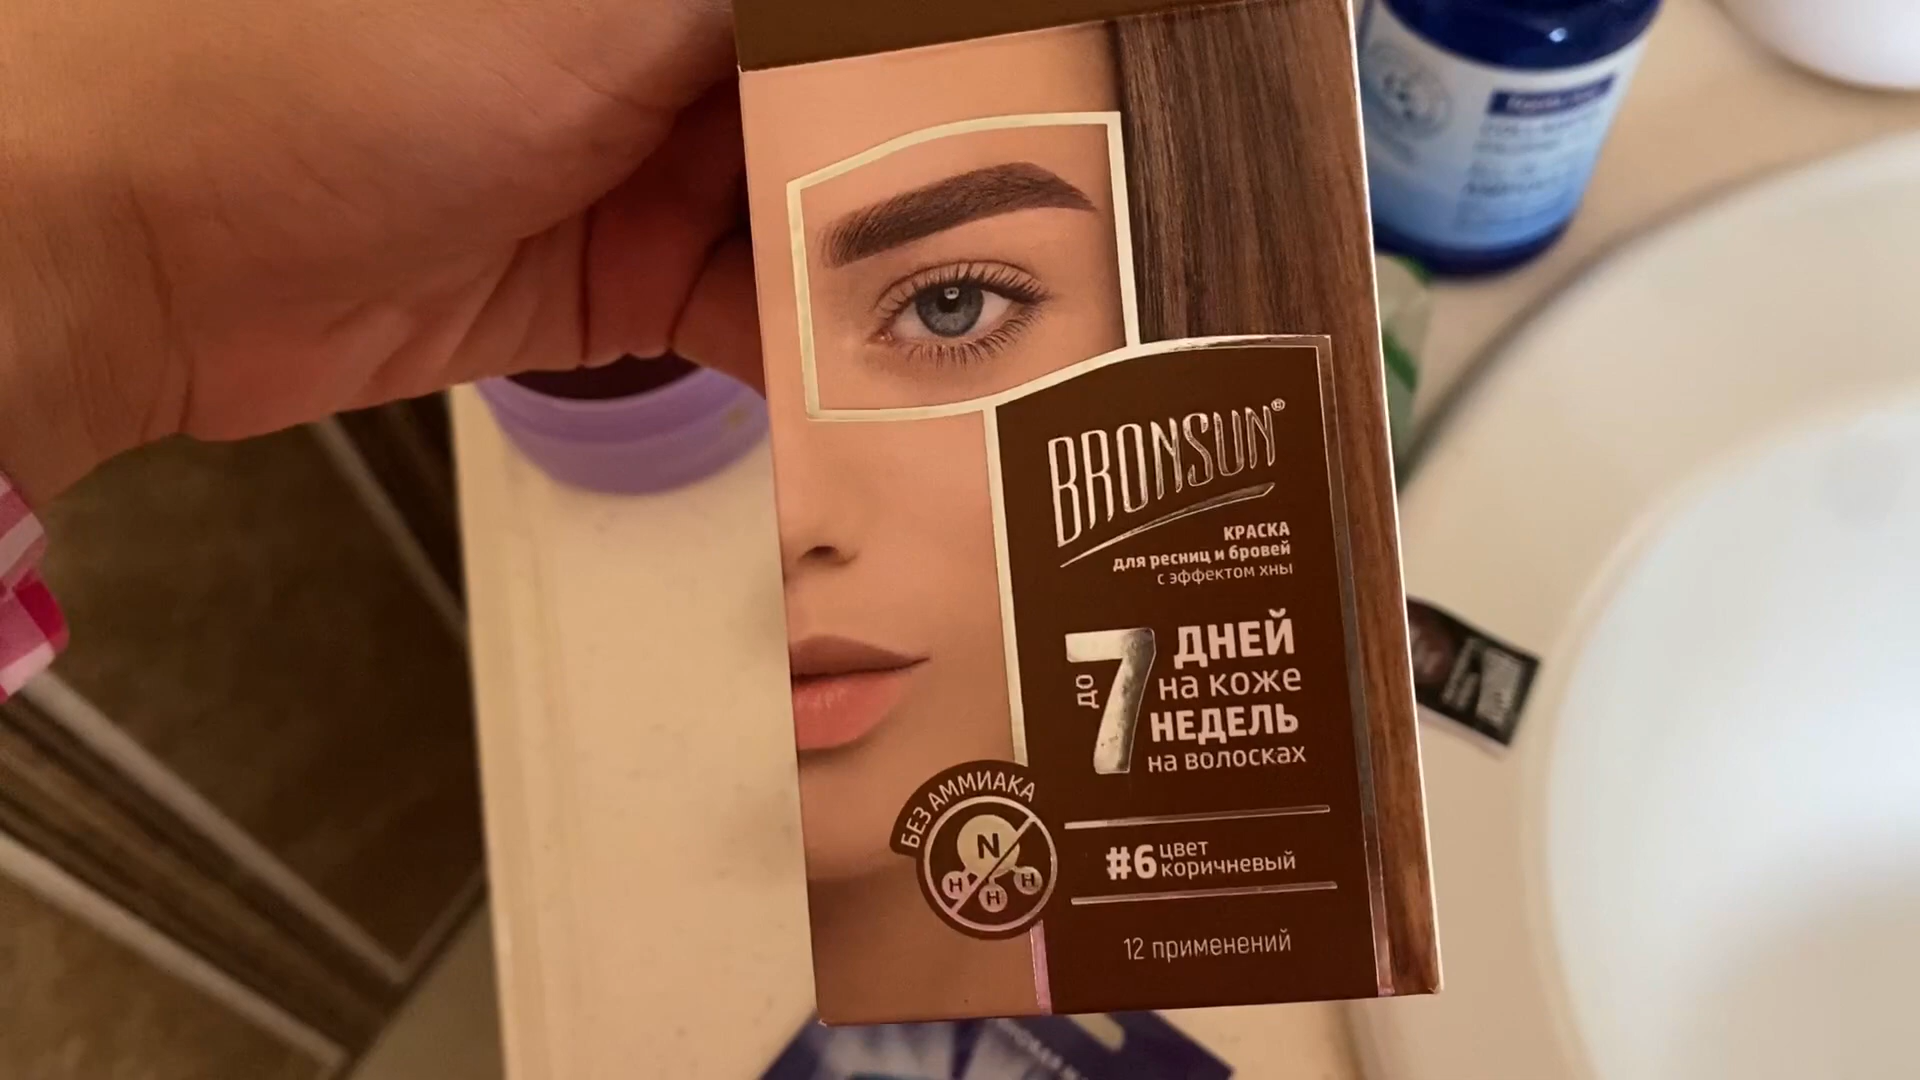 BRONSUN®
КРАСКА
для ресниц и бровей
с эффектом хны
до 7 ДНЕЙ
на коже
НЕДЕЛЬ
на волосках
БЕЗ АММИАКА
N
H H H
#6 цвет
коричневый
12 применений